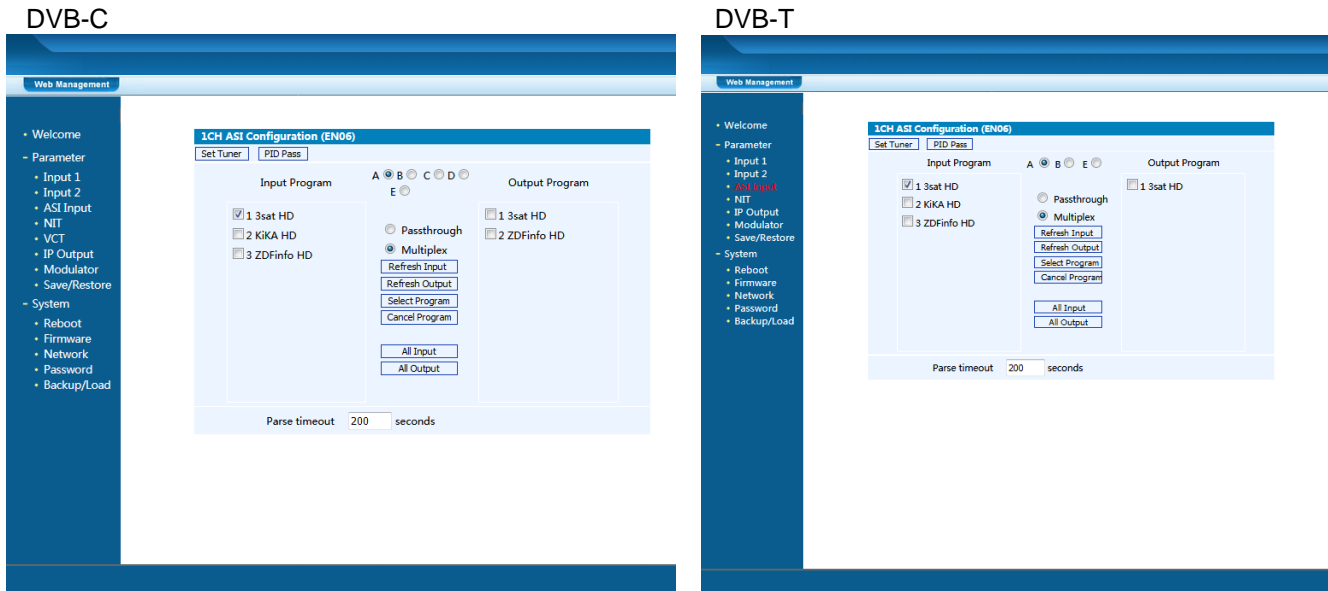 DVB-C
Web Management
Welcome
Parameter
Input 1
Input 2
ASI Input
NIT
VCT
IP Output
Modulator
Save/Restore
System
Reboot
Firmware
Network
Password
Backup/Load
1CH ASI Configuration (EN06)
Set Tuner PID Pass
Input Program
A B C D
E
Output Program
1 3sat HD
2 KiKA HD
3 ZDFinfo HD
Passthrough
Multiplex
Refresh Input
Refresh Output
Select Program
Cancel Program
All Input
All Output
1 3sat HD
2 ZDFinfo HD
Parse timeout 200 seconds
DVB-T
Web Management
Welcome
Parameter
Input 1
Input 2
ASI Input
NIT
IP Output
Modulator
Save/Restore
System
Reboot
Firmware
Network
Password
Backup/Load
1CH ASI Configuration (EN06)
Set Tuner PID Pass
Input Program A B E Output Program
1 3sat HD
2 KiKA HD
3 ZDFinfo HD
Passthrough
Multiplex
Refresh Input
Refresh Output
Select Program
Cancel Program
All Input
All Output
1 3sat HD
Parse timeout 200 seconds